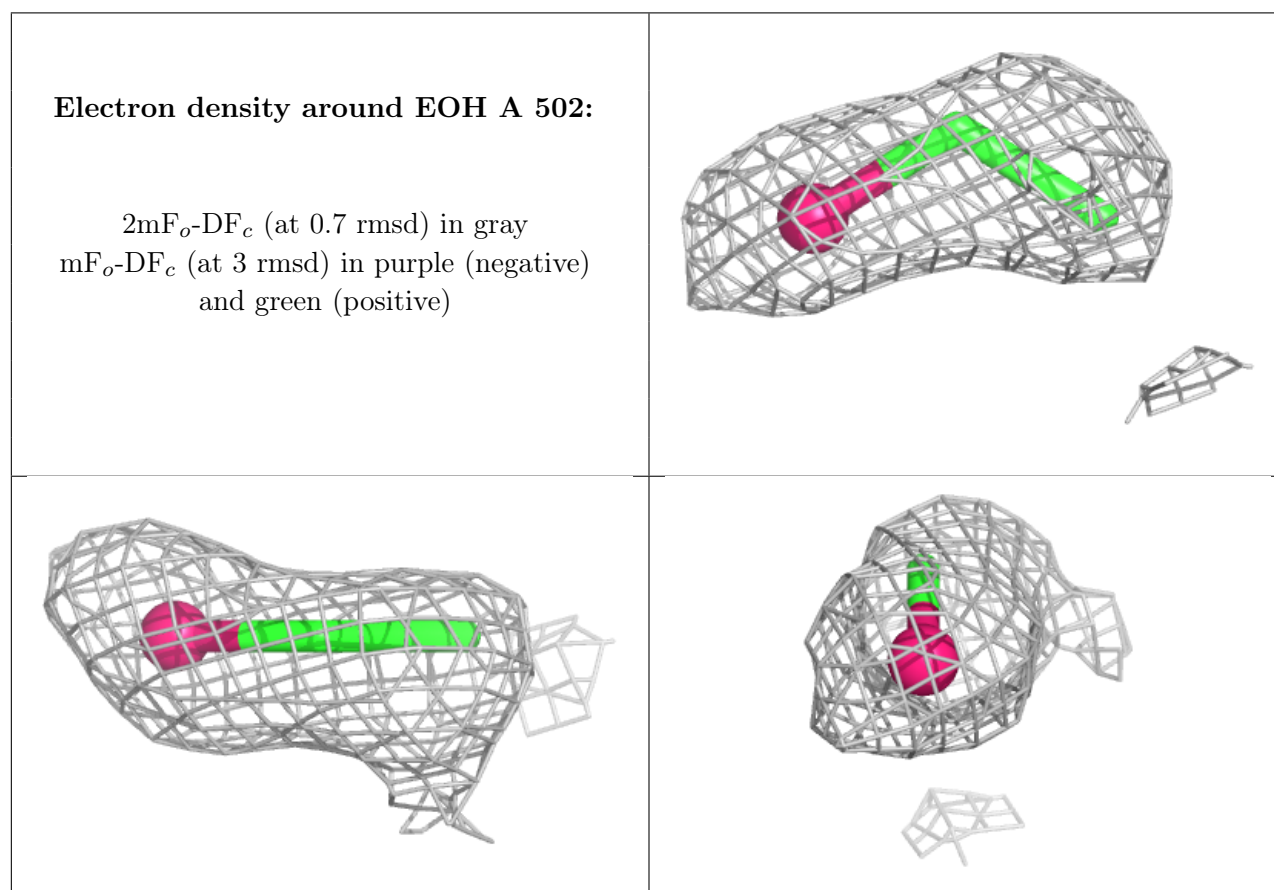 Electron density around EOH A 502:
2mFo-DFc (at 0.7 rmsd) in gray
mFo-DFc (at 3 rmsd) in purple (negative)
and green (positive)